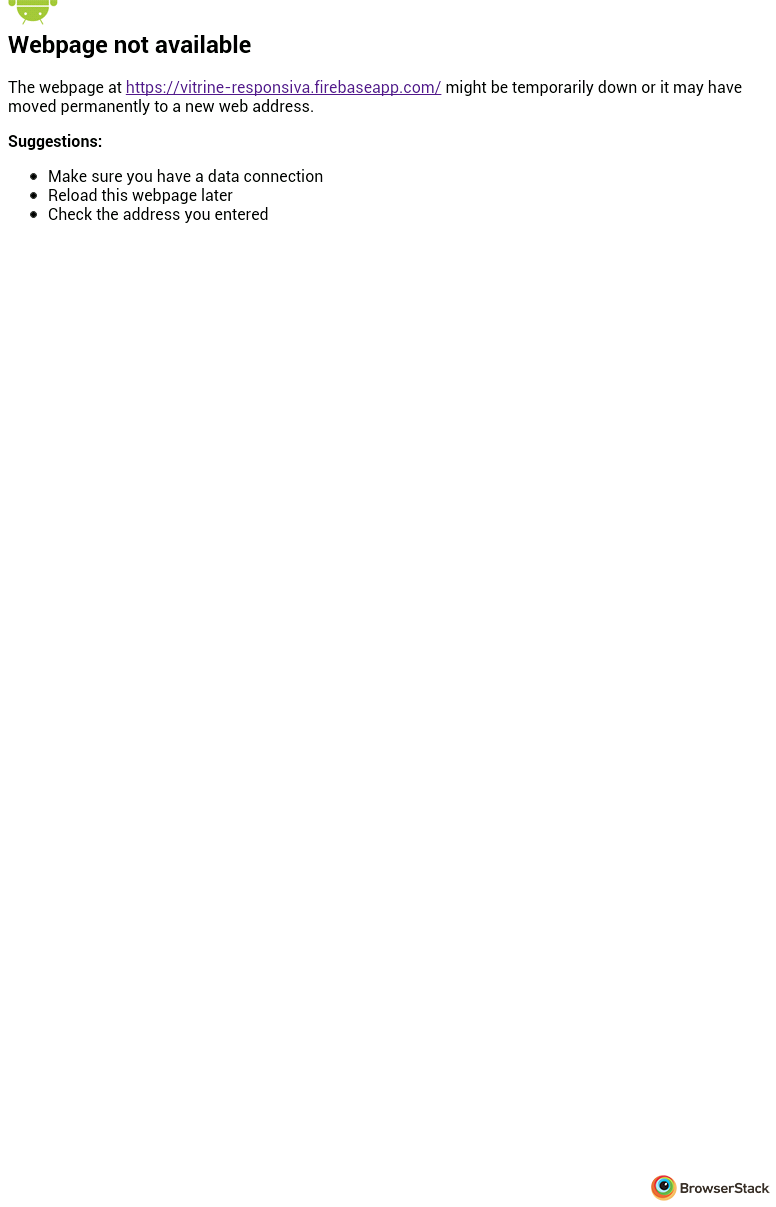 Webpage not available
The webpage at https://vitrine-responsiva.firebaseapp.com/ might be temporarily down or it may have
moved permanently to a new web address.
Suggestions:
Make sure you have a data connection
Reload this webpage later
Check the address you entered
BrowserStack